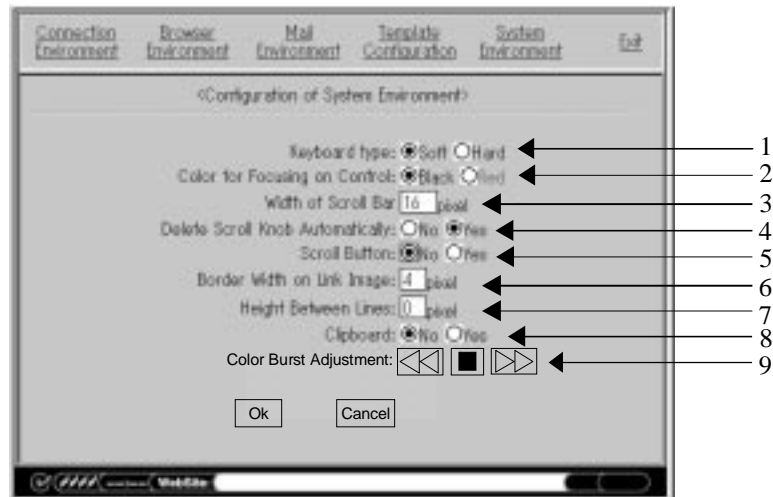 Connection Environment Browser Environment Mail Environment Template Configuration System Environment Exit
<Configuration of System Environment>
Keyboard type: Soft Hard 1
Color for Focusing on Control: Black Red 2
Width of Scroll Bar 16 pixel 3
Delete Scroll Knob Automatically: No Yes 4
Scroll Button: No Yes 5
Border Width on Link Image: 4 pixel 6
Height Between Lines: 0 pixel 7
Clipboard: No Yes 8
Color Burst Adjustment: 9
Ok Cancel
WebSite